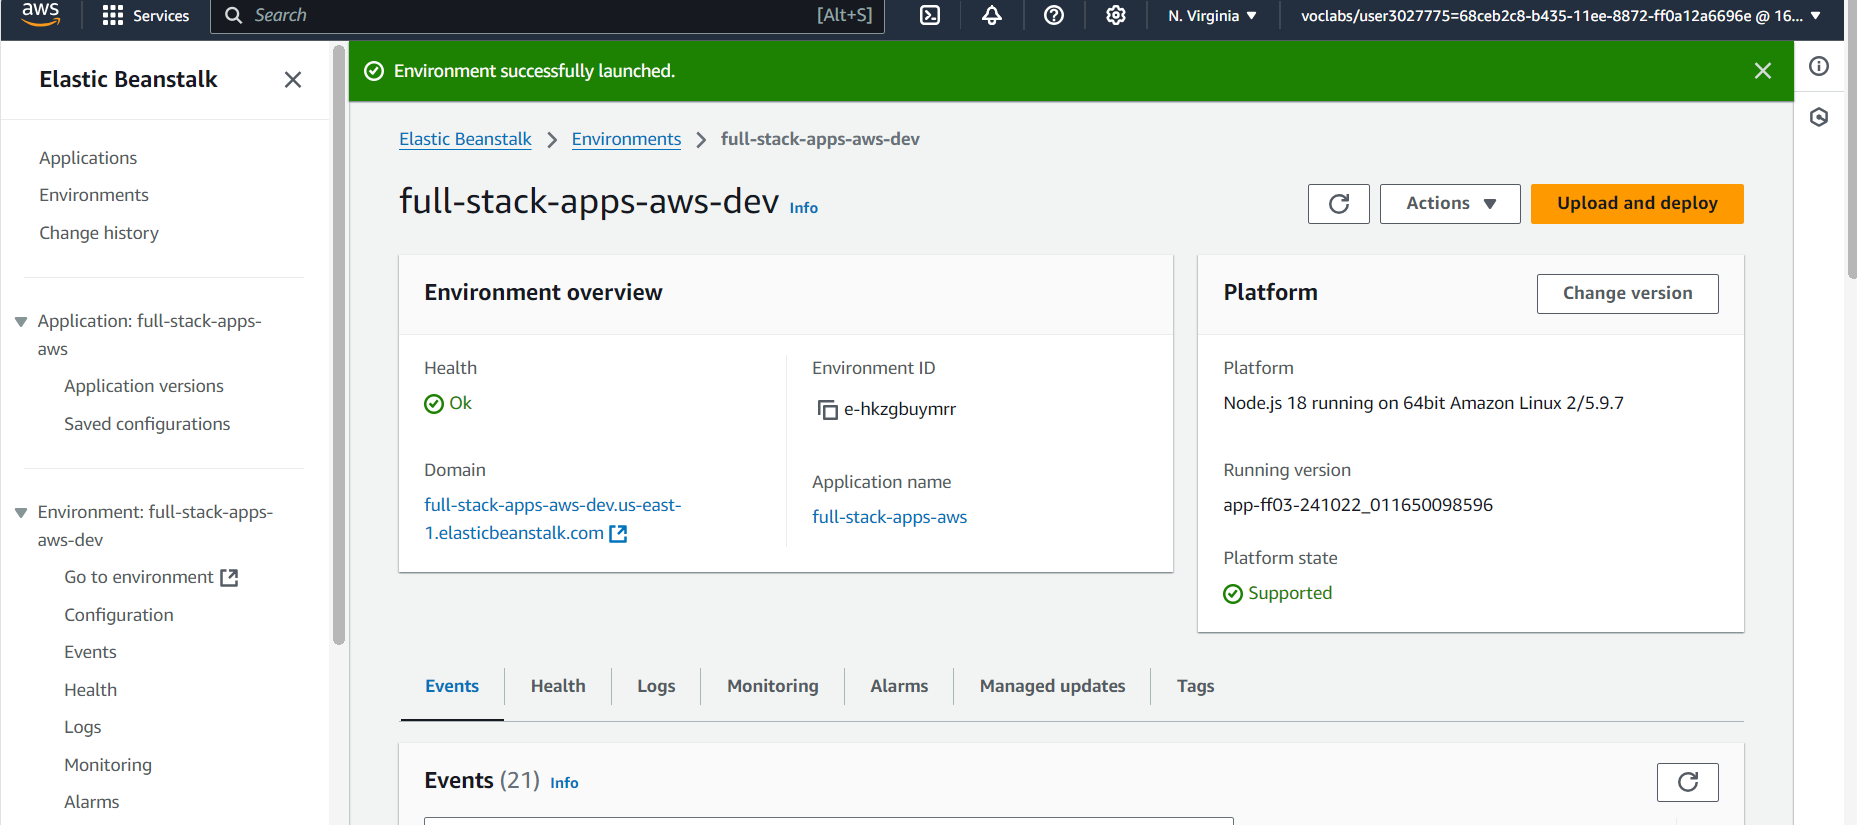 aws
Services
Search
[Alt+S]
N. Virginia
voclabs/user3027775=68ceb2c8-b435-11ee-8872-ff0a12a6696e @ 16...
Elastic Beanstalk
Applications
Environments
Change history
Application: full-stack-apps-
aws
Application versions
Saved configurations
Environment: full-stack-apps-
aws-dev
Go to environment
Configuration
Events
Health
Logs
Monitoring
Alarms
Environment successfully launched.
Elastic Beanstalk > Environments > full-stack-apps-aws-dev
full-stack-apps-aws-dev Info
Actions
Upload and deploy
Environment overview
Health
Ok
Domain
full-stack-apps-aws-dev.us-east-
1.elasticbeanstalk.com
Environment ID
e-hkzgbuymrr
Application name
full-stack-apps-aws
Platform
Change version
Platform
Node.js 18 running on 64bit Amazon Linux 2/5.9.7
Running version
app-ff03-241022_011650098596
Platform state
Supported
Events
Health
Logs
Monitoring
Alarms
Managed updates
Tags
Events (21) Info